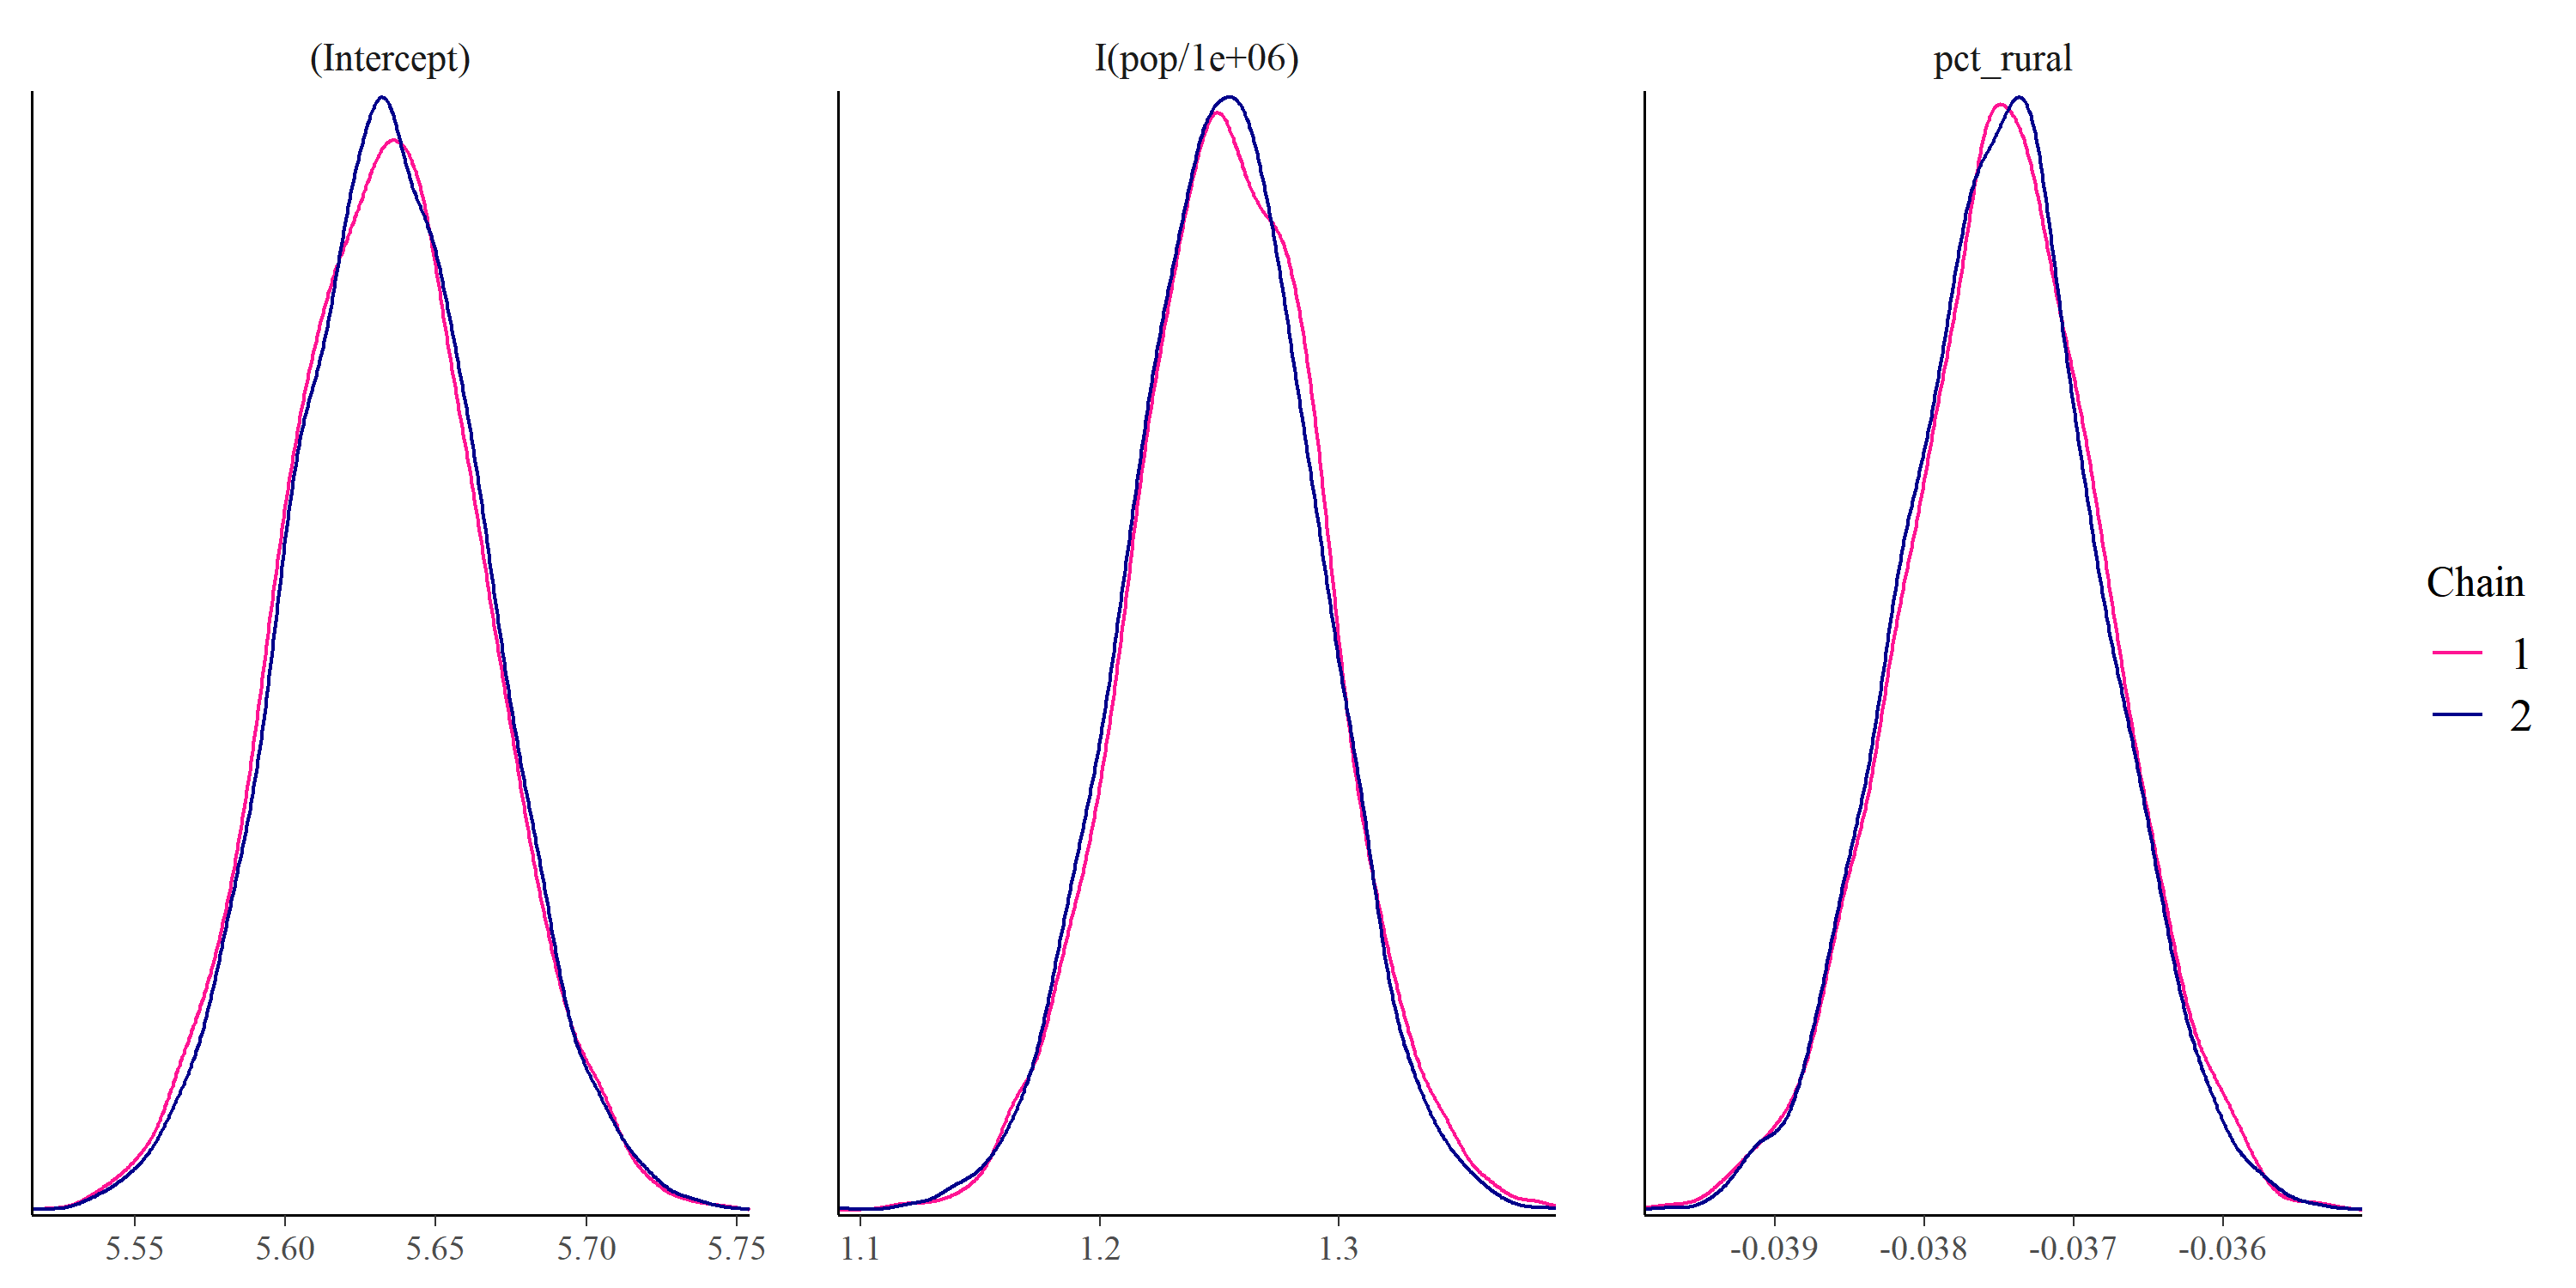 (Intercept)
I(pop/1e+06)
pct_rural
5.55 5.60 5.65 5.70 5.75
1.1 1.2 1.3
-0.039 -0.038 -0.037 -0.036
Chain
1
2